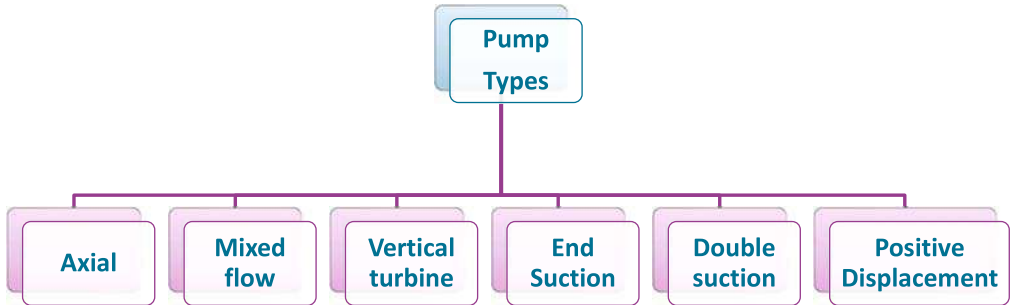 Pump
Types
Axial
Mixed
flow
Vertical
turbine
End
Suction
Double
suction
Positive
Displacement